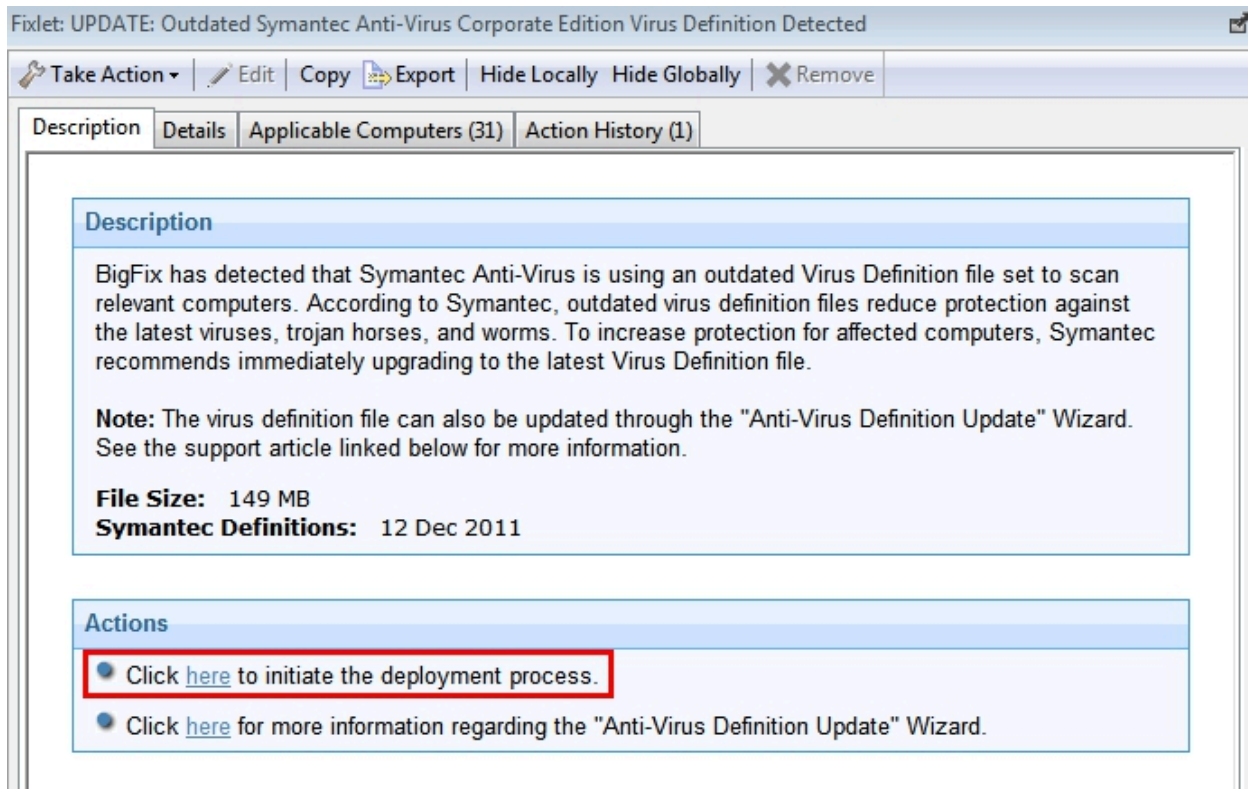 Fixlet: UPDATE: Outdated Symantec Anti-Virus Corporate Edition Virus Definition Detected
Take Action Edit Copy Export Hide Locally Hide Globally Remove
Description Details Applicable Computers (31) Action History (1)
Description
BigFix has detected that Symantec Anti-Virus is using an outdated Virus Definition file set to scan
relevant computers. According to Symantec, outdated virus definition files reduce protection against
the latest viruses, trojan horses, and worms. To increase protection for affected computers, Symantec
recommends immediately upgrading to the latest Virus Definition file.
Note: The virus definition file can also be updated through the "Anti-Virus Definition Update" Wizard.
See the support article linked below for more information.
File Size: 149 MB
Symantec Definitions: 12 Dec 2011
Actions
Click here to initiate the deployment process.
Click here for more information regarding the "Anti-Virus Definition Update" Wizard.